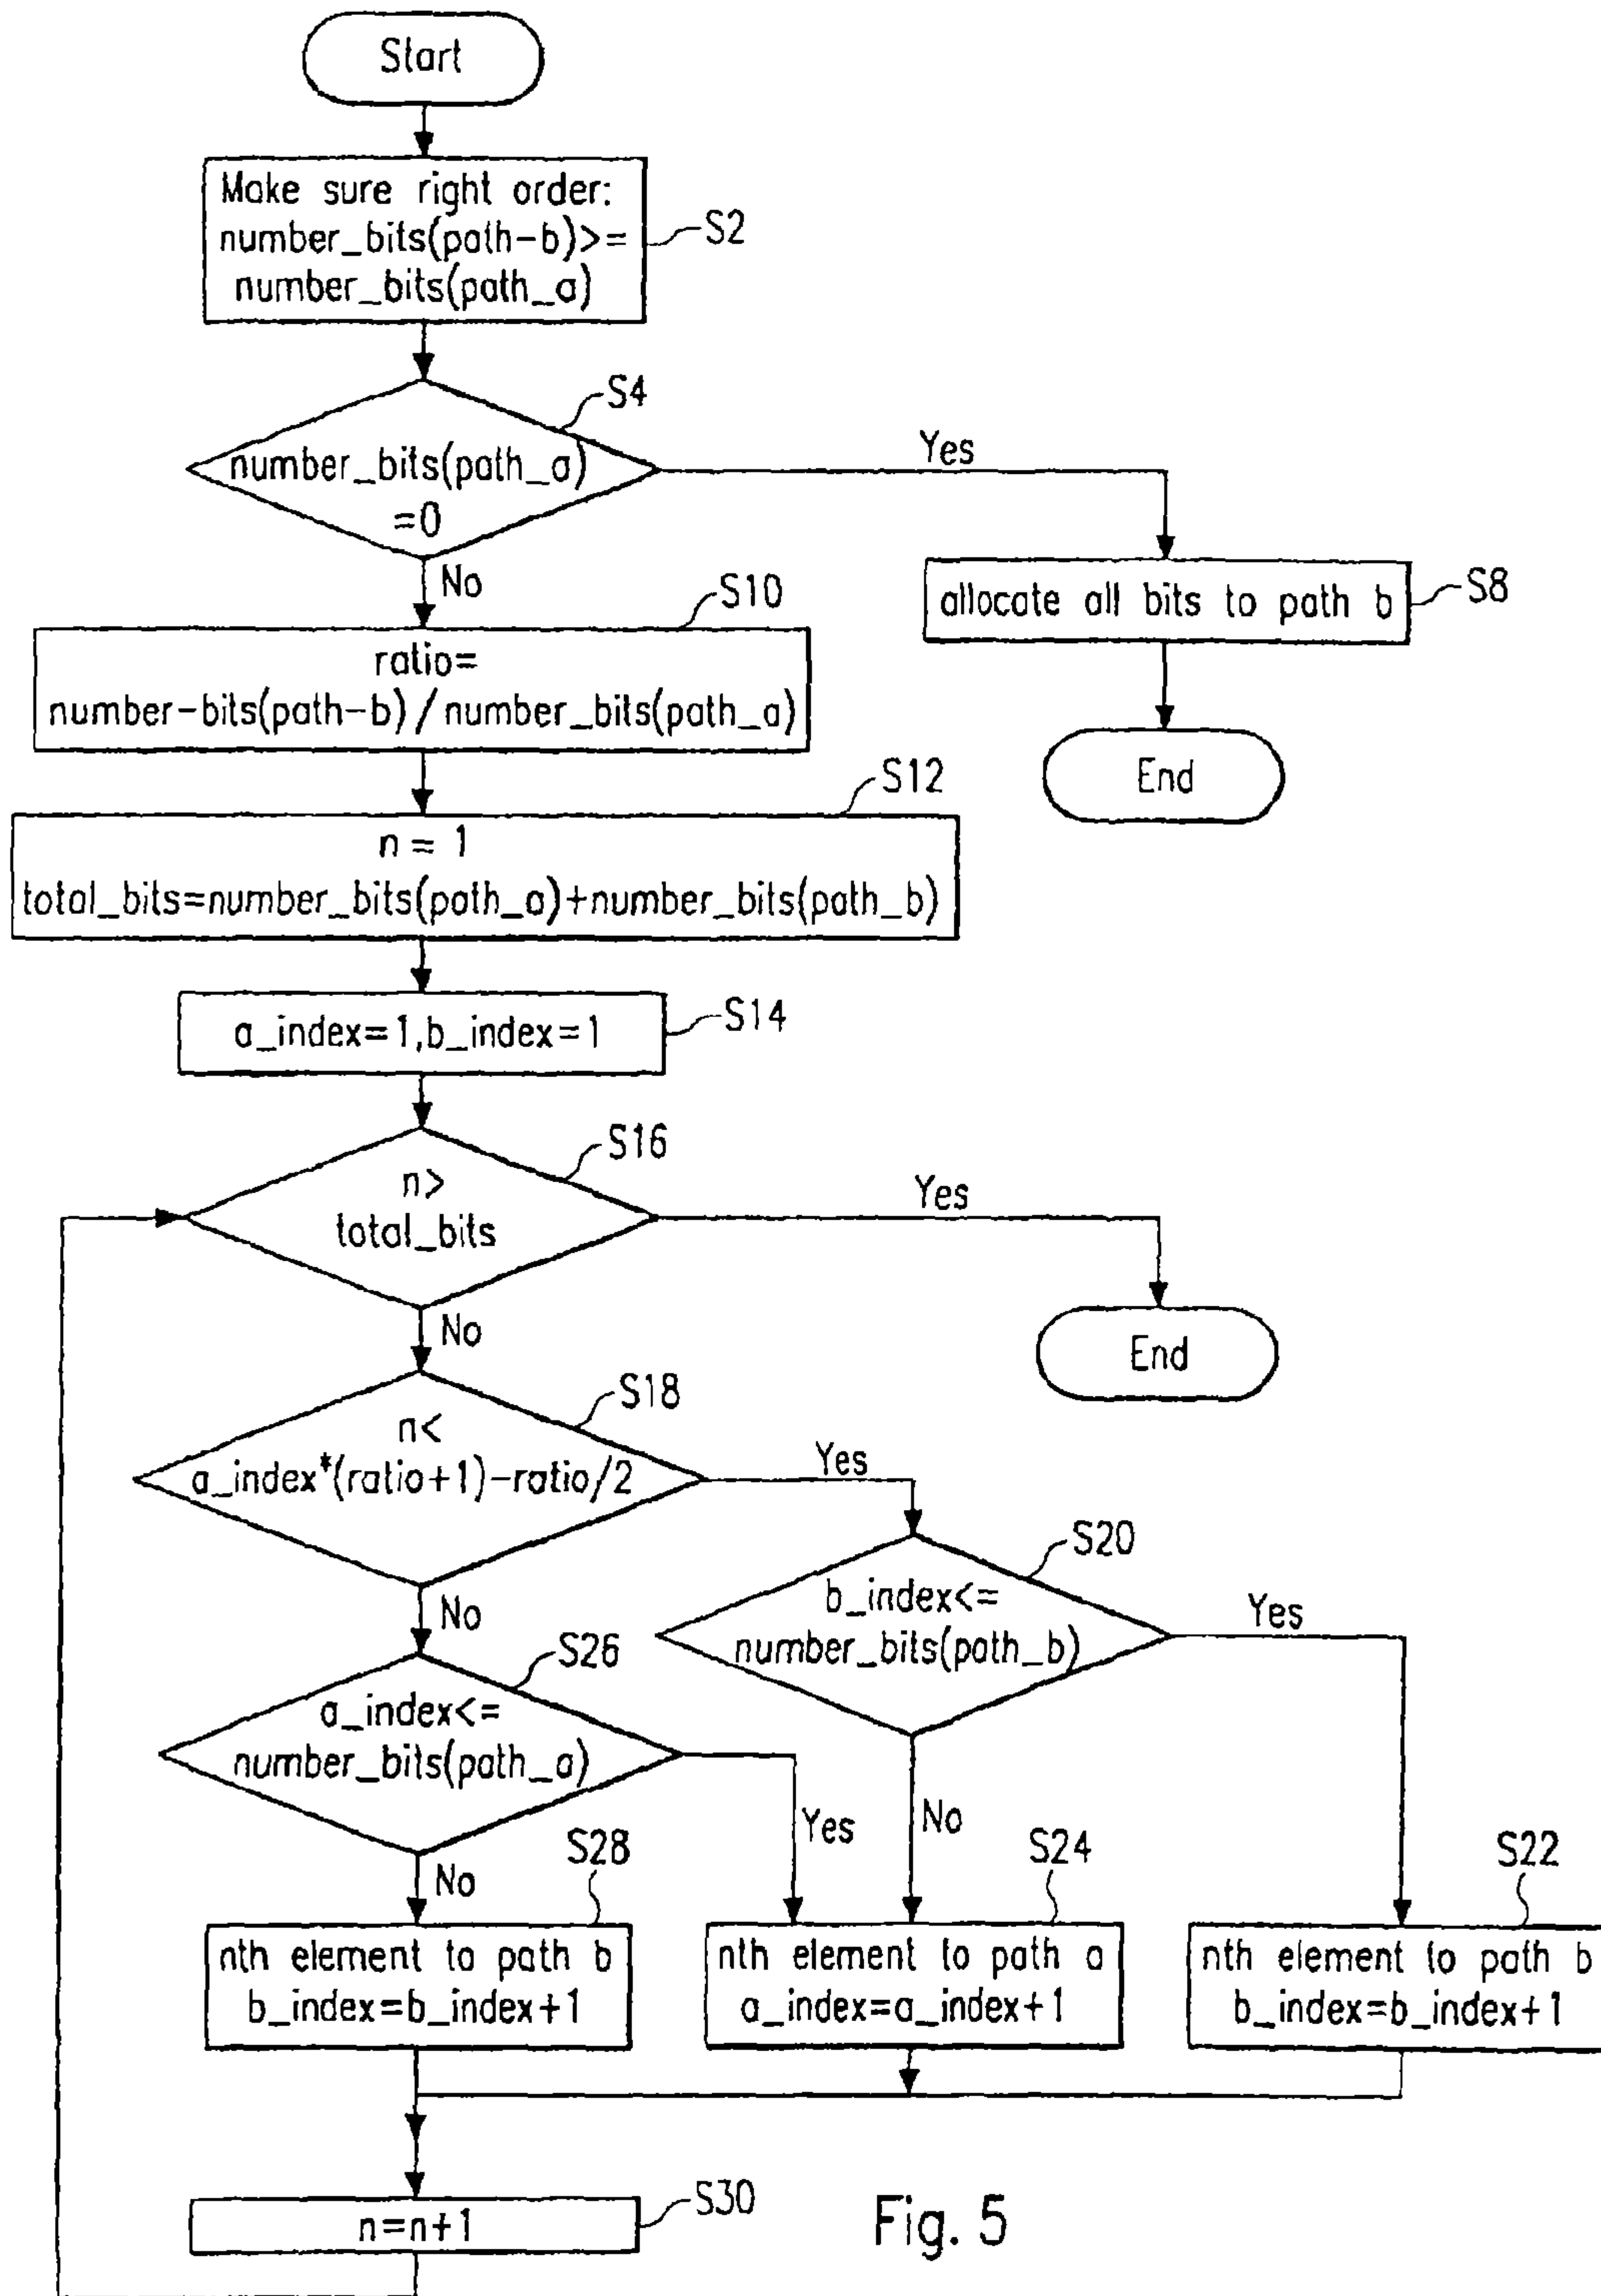 Start
Make sure right order:
number_bits(path-b)>=
number_bits(path_a)
S2
S4
number_bits(path_a)
=0
Yes
No
allocate all bits to path b
S8
S10
ratio=
number-bits(path-b)/number_bits(path_a)
End
S12
n = 1
total_bits=number_bits(path_a)+number_bits(path_b)
a_index=1,b_index=1
S14
S16
n>
total_bits
Yes
No
End
S18
n<
a_index*(ratio+1)-ratio/2
Yes
No
S20
b_index<=
number_bits(path_b)
Yes
No
S26
a_index<=
number_bits(path_a)
Yes
No
S28
nth element to path b
b_index=b_index+1
S24
nth element to path a
a_index=a_index+1
S22
nth element to path b
b_index=b_index+1
S30
n=n+1
Fig. 5